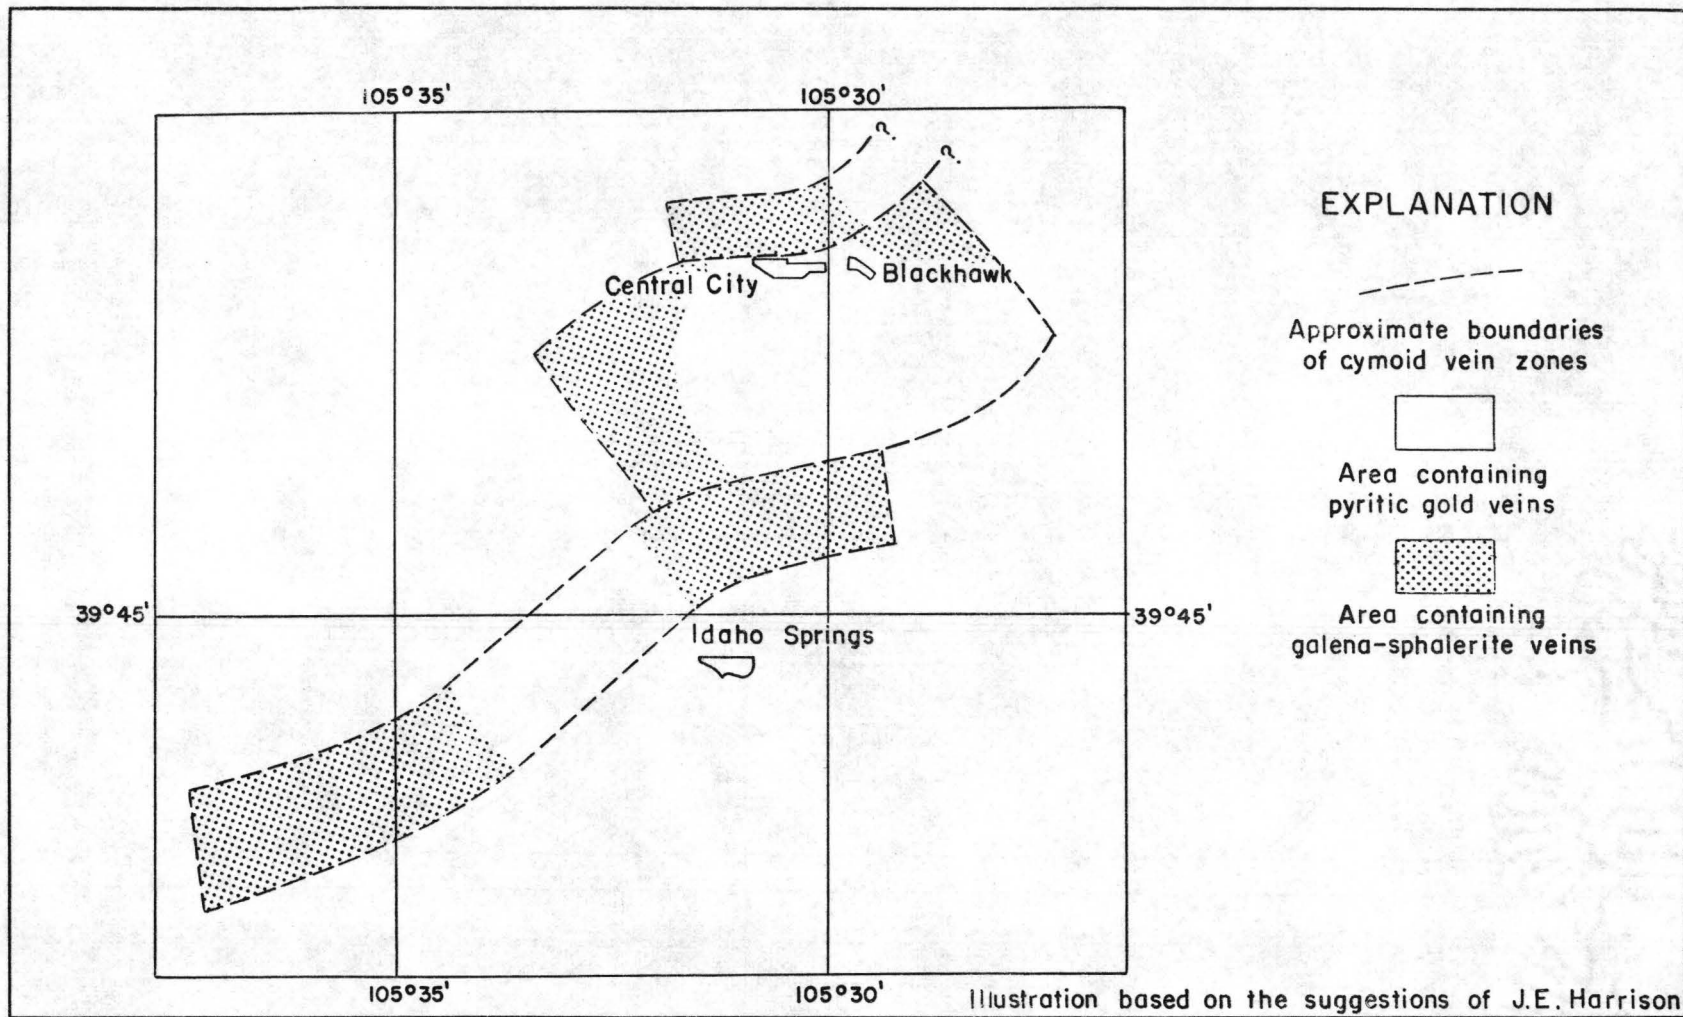 105°35'
105°30'
?
?
Central City
Blackhawk
39°45'
39°45'
Idaho Springs
105°35'
105°30'
EXPLANATION
Approximate boundaries
of cymoid vein zones
Area containing
pyritic gold veins
Area containing
galena-sphalerite veins
Illustration based on the suggestions of J.E. Harrison